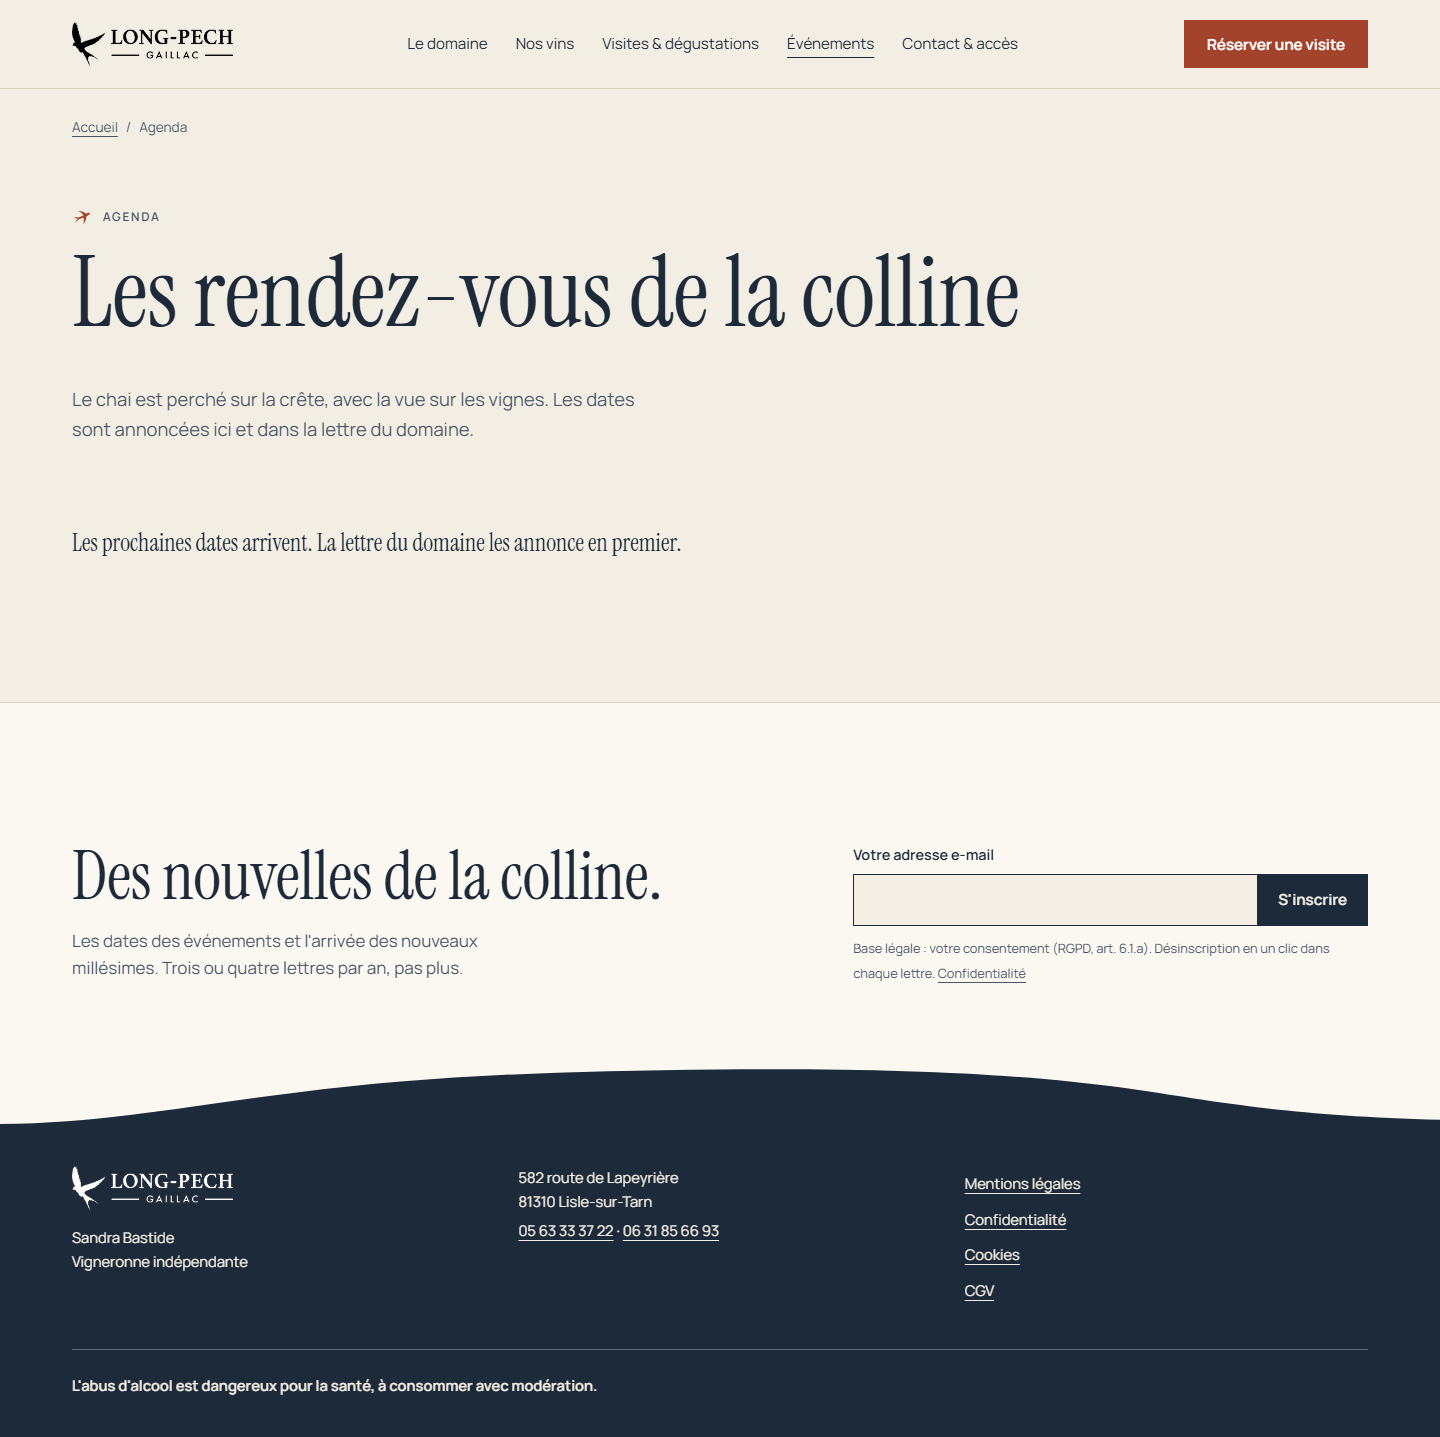 LONG-PECH
GAILLAC
Le domaine
Nos vins
Visites & dégustations
Événements
Contact & accès
Réserver une visite
Accueil / Agenda
AGENDA
Les rendez-vous de la colline
Le chai est perché sur la crête, avec la vue sur les vignes. Les dates
sont annoncées ici et dans la lettre du domaine.
Les prochaines dates arrivent. La lettre du domaine les annonce en premier.
Des nouvelles de la colline.
Les dates des événements et l'arrivée des nouveaux
millésimes. Trois ou quatre lettres par an, pas plus.
Votre adresse e-mail
S'inscrire
Base légale : votre consentement (RGPD, art. 6.1.a). Désinscription en un clic dans
chaque lettre. Confidentialité
LONG-PECH
GAILLAC
Sandra Bastide
Vigneronne indépendante
582 route de Lapeyrière
81310 Lisle-sur-Tarn
05 63 33 37 22 · 06 31 85 66 93
Mentions légales
Confidentialité
Cookies
CGV
L'abus d'alcool est dangereux pour la santé, à consommer avec modération.